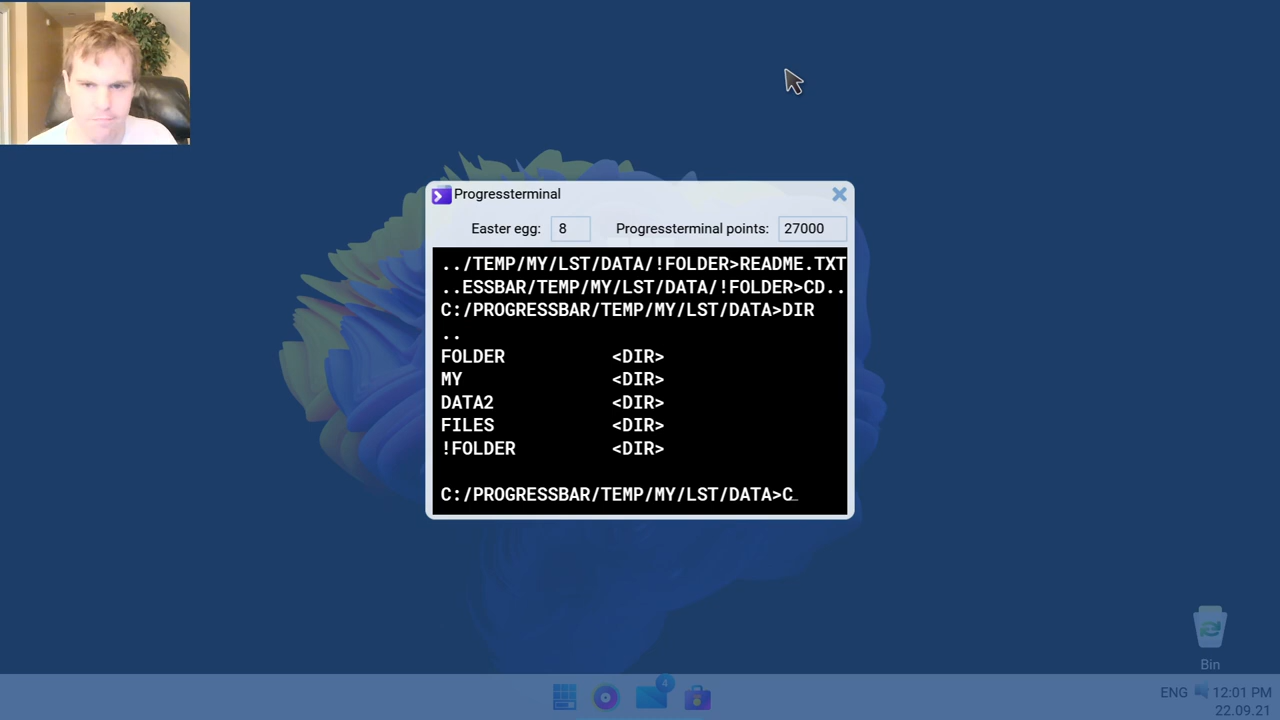 Progressterminal
Easter egg: 8 Progressterminal points: 27000
../TEMP/MY/LST/DATA/!FOLDER>README.TXT
..ESSBAR/TEMP/MY/LST/DATA/!FOLDER>CD..
C:/PROGRESSBAR/TEMP/MY/LST/DATA>DIR
..
FOLDER <DIR>
MY <DIR>
DATA2 <DIR>
FILES <DIR>
!FOLDER <DIR>
C:/PROGRESSBAR/TEMP/MY/LST/DATA>C_
Bin
4
ENG 12:01 PM
22.09.21